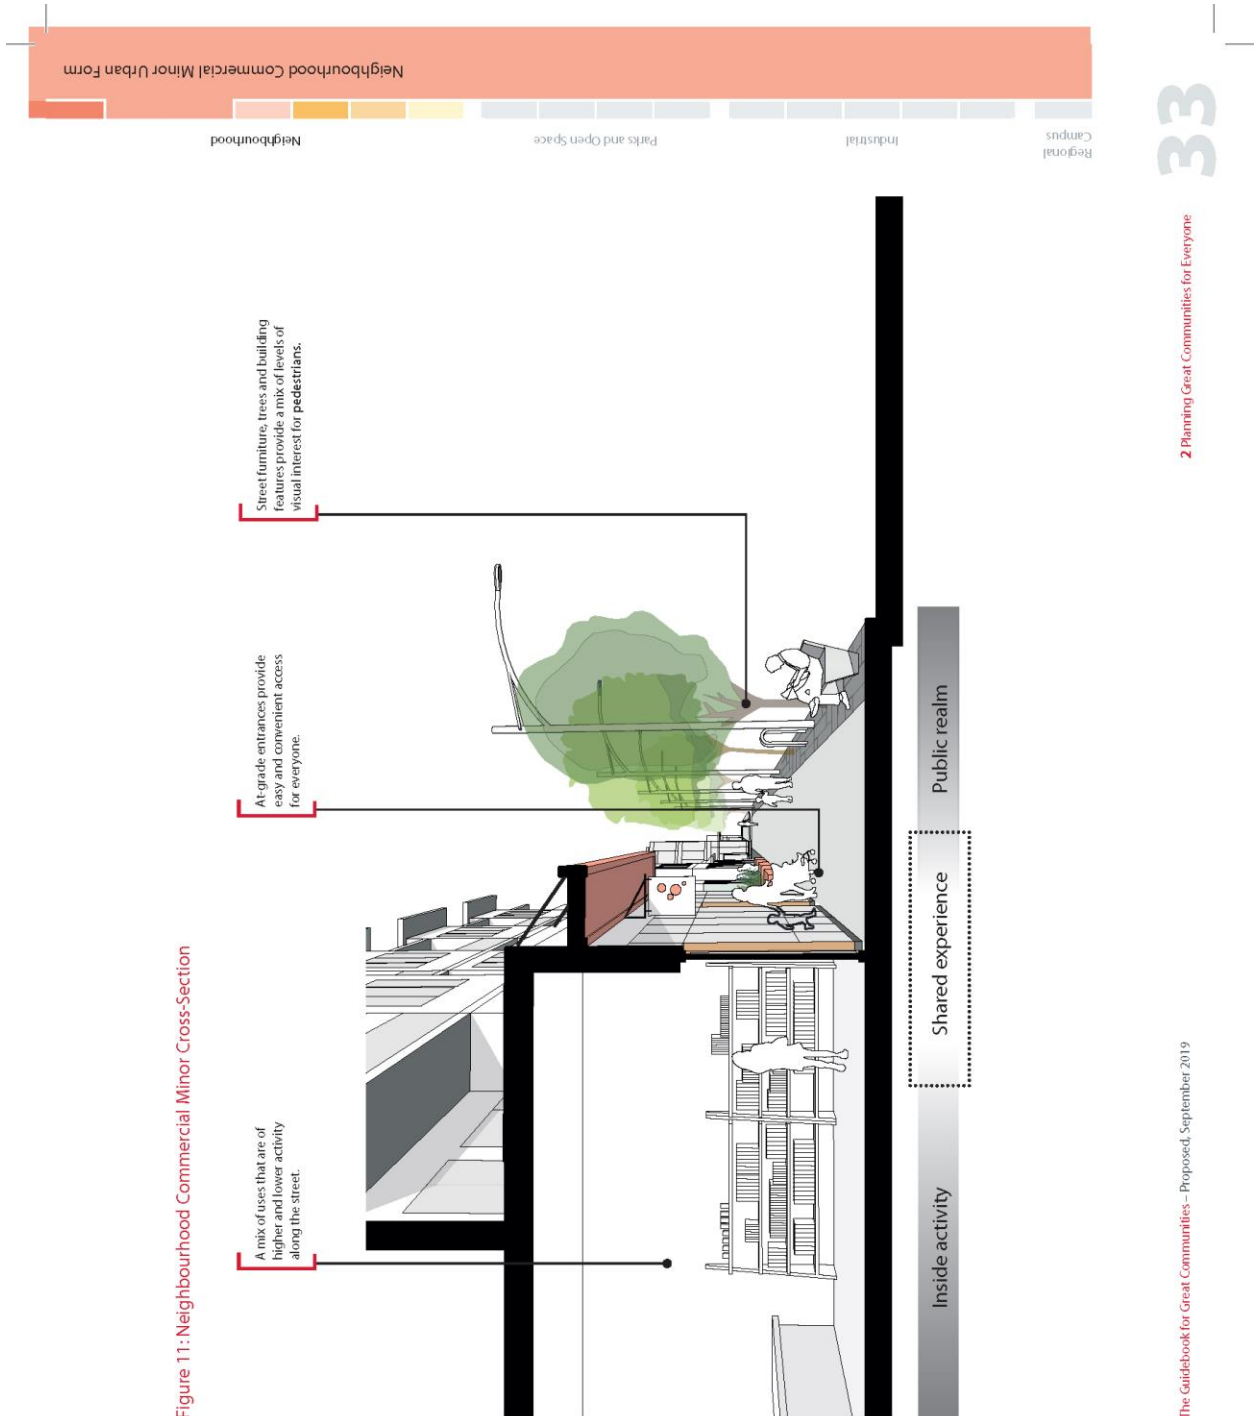 Neighbourhood Commercial Minor Urban Form
Neighbourhood
Parks and Open Space
Industrial
Regional
Campus
Figure 11: Neighbourhood Commercial Minor Cross-Section
A mix of uses that are of
higher and lower activity
along the street.
At-grade entrances provide
easy and convenient access
for everyone.
Street furniture, trees and building
features provide a mix of levels of
visual interest for pedestrians.
Inside activity
Shared experience
Public realm
The Guidebook for Great Communities – Proposed, September 2019
2 Planning Great Communities for Everyone
33